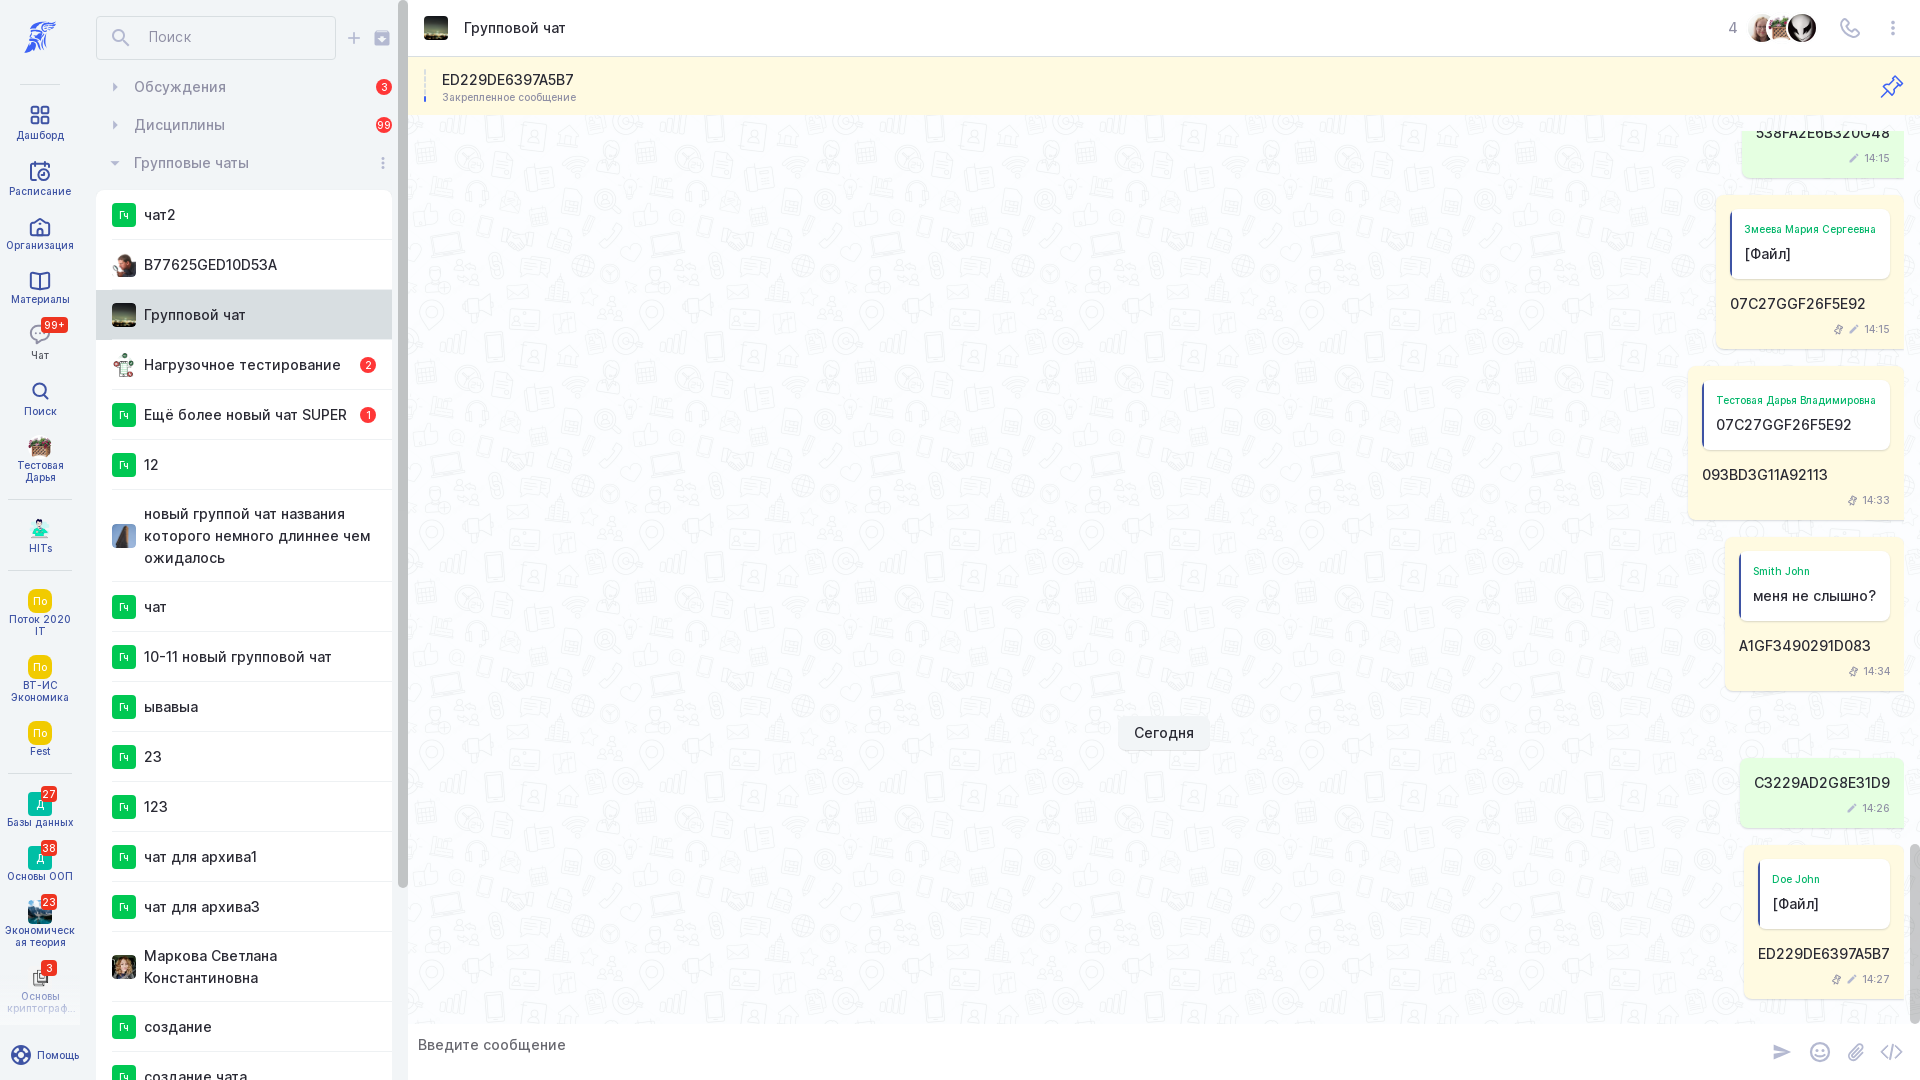 Дашборд
Расписание
Организация
Материалы
99+
Чат
Поиск
Тестовая
Дарья
HITs
По
Поток 2020
IT
По
ВТ-ИС
Экономика
По
Fest
27
Д
Базы данных
38
Д
Основы ООП
23
Экономическ
ая теория
3
Основы
криптограф...
Помощь
Поиск
Обсуждения
3
Дисциплины
99
Групповые чаты
Гч
чат2
B77625GED10D53A
Групповой чат
Нагрузочное тестирование
2
Гч
Ещё более новый чат SUPER
1
Гч
12
новый группой чат названия
которого немного длиннее чем
ожидалось
Гч
чат
Гч
10-11 новый групповой чат
Гч
ывавыа
Гч
23
Гч
123
Гч
чат для архива1
Гч
чат для архива3
Маркова Светлана
Константиновна
Гч
создание
Гч
создание чата
Групповой чат
4
ED229DE6397A5B7
Закрепленное сообщение
538FA2E6B320G48
14:15
Змеева Мария Сергеевна
[Файл]
07C27GGF26F5E92
14:15
Тестовая Дарья Владимировна
07C27GGF26F5E92
093BD3G11A92113
14:33
Smith John
меня не слышно?
A1GF3490291D083
14:34
Сегодня
C3229AD2G8E31D9
14:26
Doe John
[Файл]
ED229DE6397A5B7
14:27
Введите сообщение